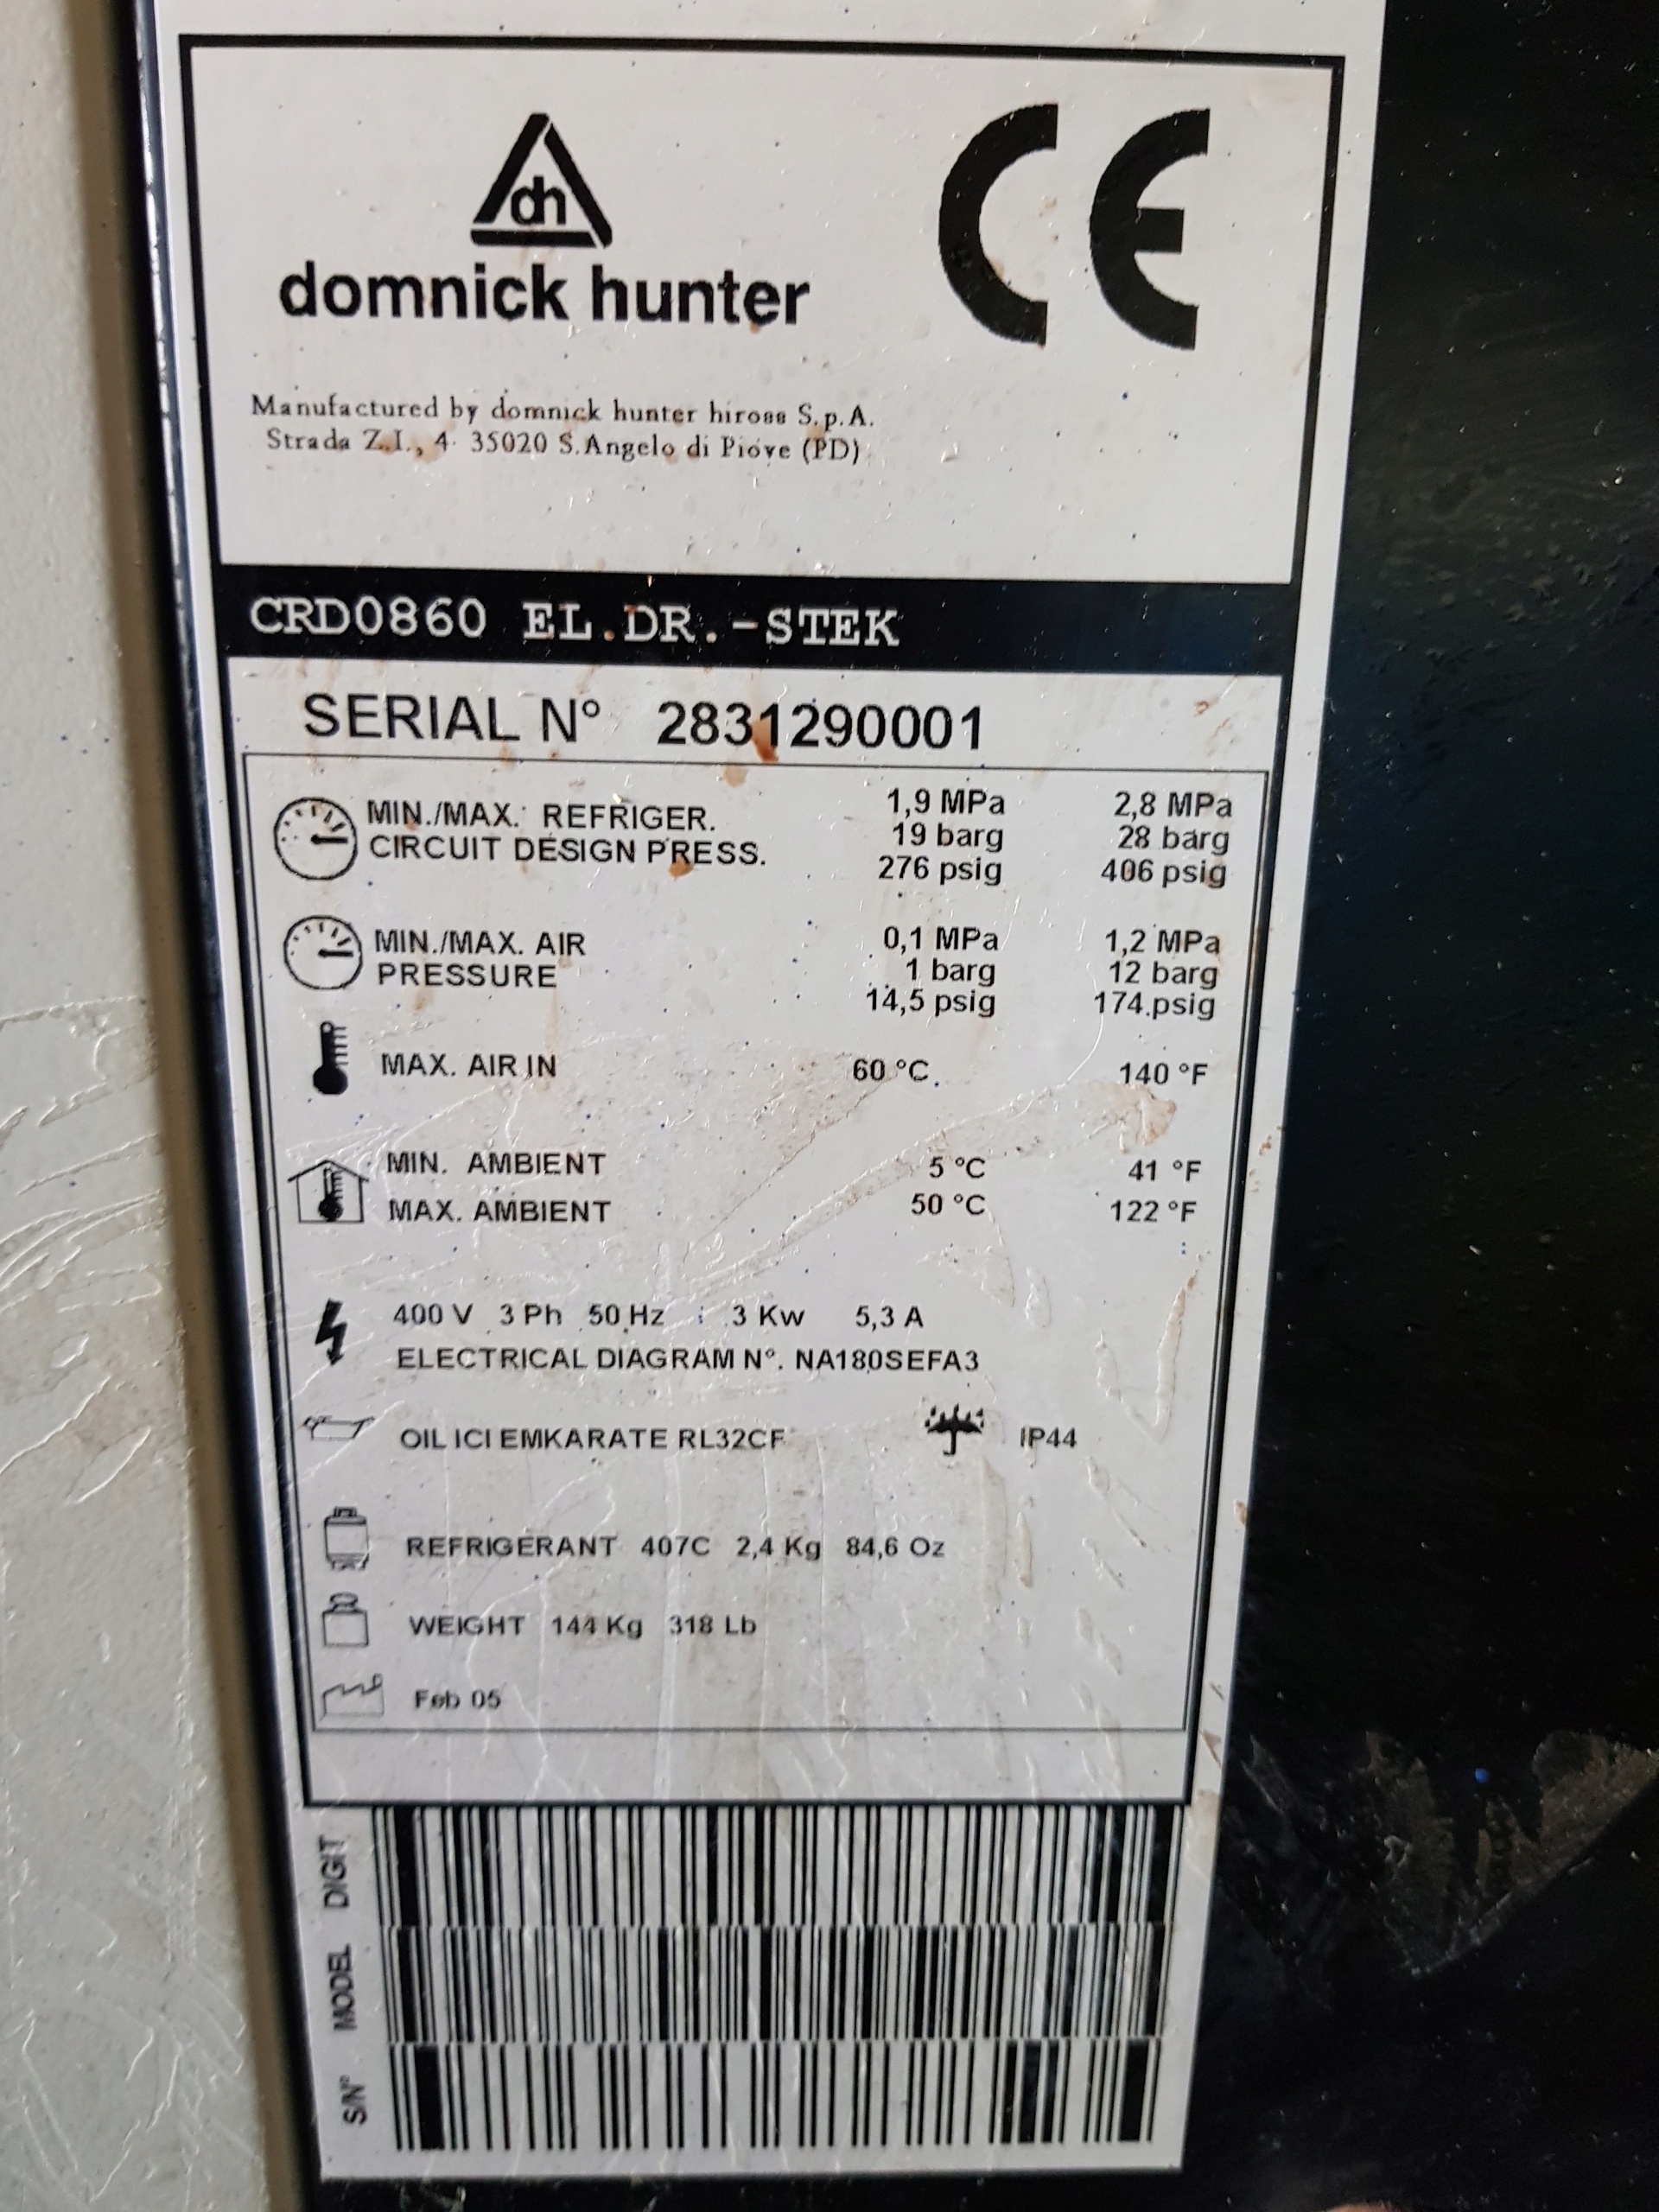 dh
domnick hunter
CE
Manufactured by domnick hunter hiross S.p.A.
Strada Z.I., 4 35020 S.Angelo di Piove (PD)
CRD0860 EL.DR.-STEK
SERIAL N° 2831290001
MIN./MAX. REFRIGER. 1,9 MPa 2,8 MPa
CIRCUIT DESIGN PRESS. 19 barg 28 barg
276 psig 406 psig
MIN./MAX. AIR 0,1 MPa 1,2 MPa
PRESSURE 1 barg 12 barg
14,5 psig 174 psig
MAX. AIR IN 60 °C 140 °F
MIN. AMBIENT 5 °C 41 °F
MAX. AMBIENT 50 °C 122 °F
400 V 3 Ph 50 Hz 3 Kw 5,3 A
ELECTRICAL DIAGRAM N°. NA180SEFA3
OIL ICI EMKARATE RL32CF IP44
REFRIGERANT 407C 2,4 Kg 84,6 Oz
WEIGHT 144 Kg 318 Lb
Feb 05
DIGIT
MODEL
S/N°